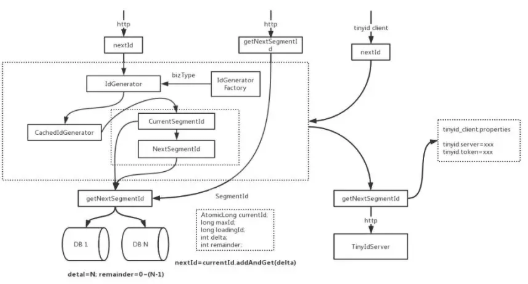 http
http
tinyid client
nextId
getNextSegmentI
d
nextId
IdGenerator
bizType
IdGenerator
Factory
CachedIdGenerator
CurrentSegmentId
NextSegmentId
tinyid_client.properties
tinyid.server=xxx
tinyid.token=xxx
getNextSegmentId
SegmentId
getNextSegmentId
AtomicLong currentId;
long maxId;
long loadingId;
int delta;
int remainder;
http
DB 1
DB N
TinyIdServer
nextId=currentId.addAndGet(delta)
detal=N; remainder=0~(N-1)